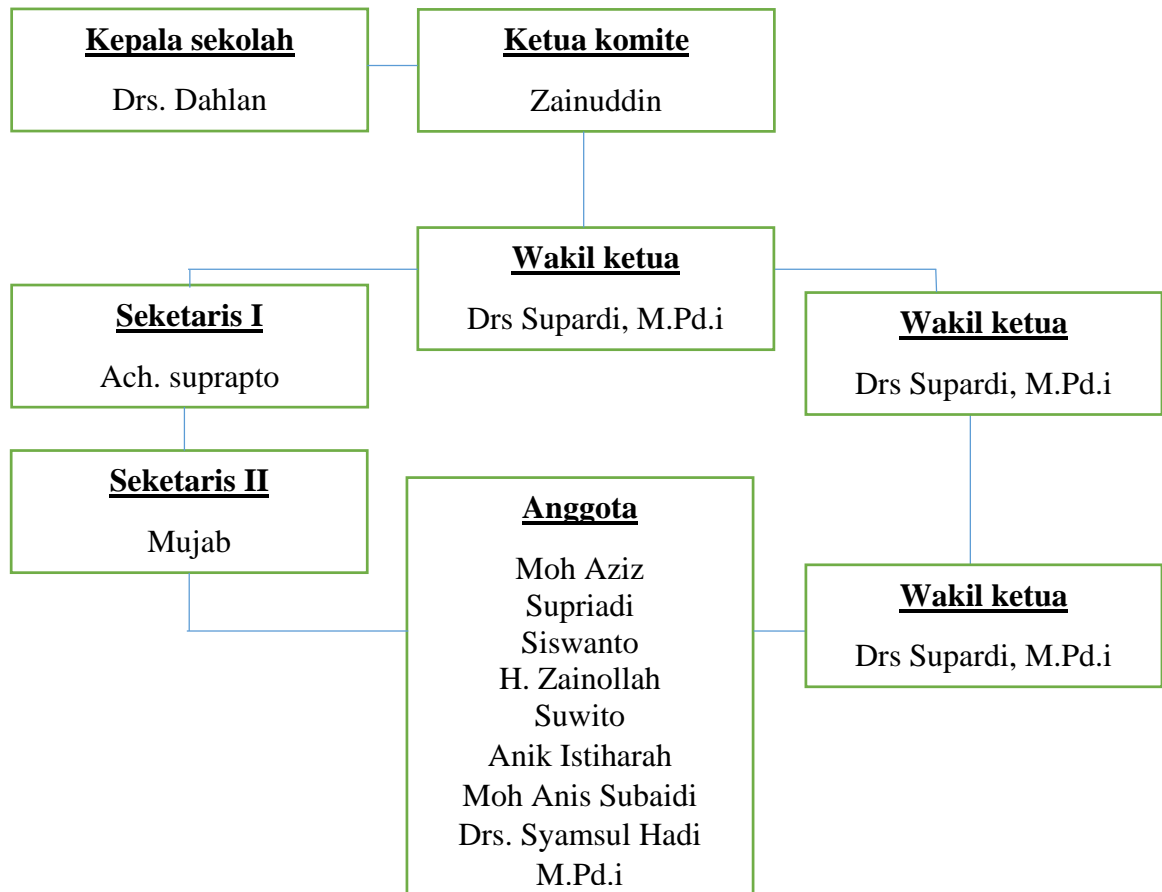 Kepala sekolah
Drs. Dahlan
Ketua komite
Zainuddin
Wakil ketua
Drs Supardi, M.Pd.i
Seketaris I
Ach. suprapto
Wakil ketua
Drs Supardi, M.Pd.i
Seketaris II
Mujab
Anggota
Moh Aziz
Supriadi
Siswanto
H. Zainollah
Suwito
Anik Istiharah
Moh Anis Subaidi
Drs. Syamsul Hadi
M.Pd.i
Wakil ketua
Drs Supardi, M.Pd.i